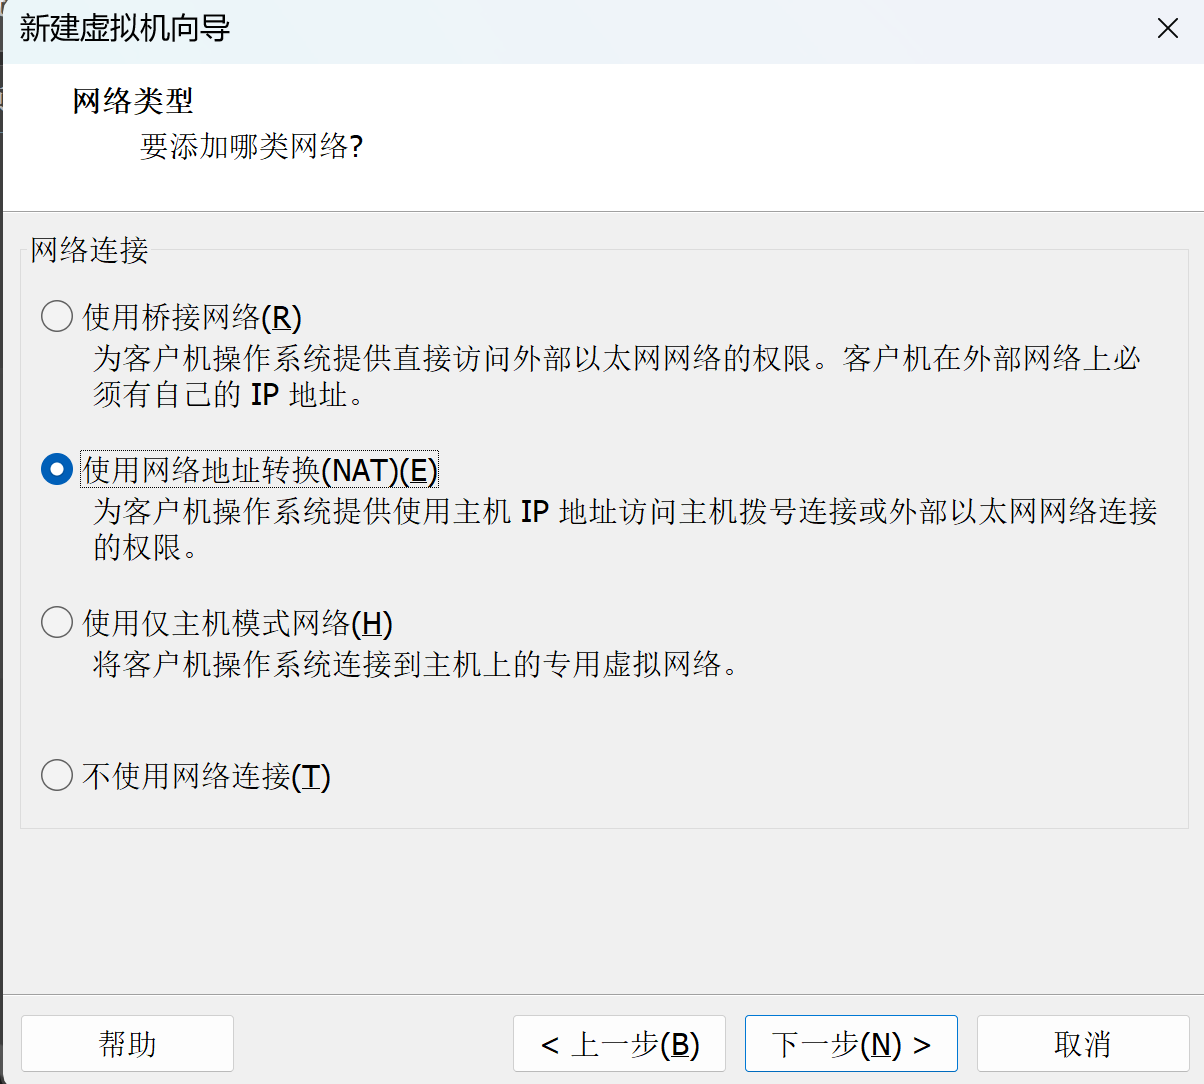 新建虚拟机向导
网络类型
要添加哪类网络?
网络连接
使用桥接网络(R)
为客户机操作系统提供直接访问外部以太网网络的权限。客户机在外部网络上必
须有自己的 IP 地址。
使用网络地址转换(NAT)(E)
为客户机操作系统提供使用主机 IP 地址访问主机拨号连接或外部以太网网络连接
的权限。
使用仅主机模式网络(H)
将客户机操作系统连接到主机上的专用虚拟网络。
不使用网络连接(T)
帮助
< 上一步(B)
下一步(N) >
取消